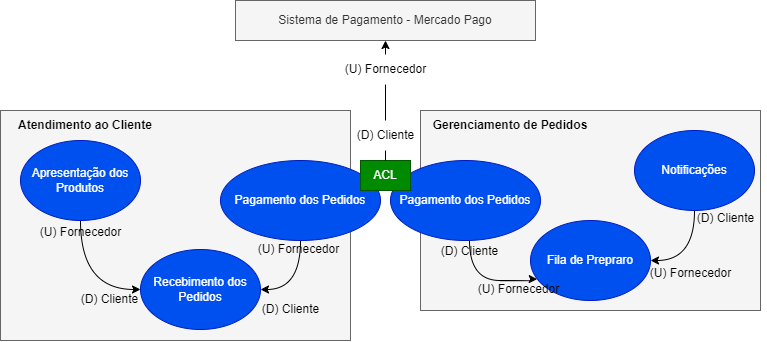 Sistema de Pagamento - Mercado Pago
(U) Fornecedor
(D) Cliente
ACL
Atendimento ao Cliente
Apresentação dos
Produtos
Pagamento dos Pedidos
(U) Fornecedor
(U) Fornecedor
Recebimento dos
Pedidos
(D) Cliente
(D) Cliente
Gerenciamento de Pedidos
Notificações
Pagamento dos Pedidos
(D) Cliente
(D) Cliente
Fila de Prepraro
(U) Fornecedor
(U) Fornecedor